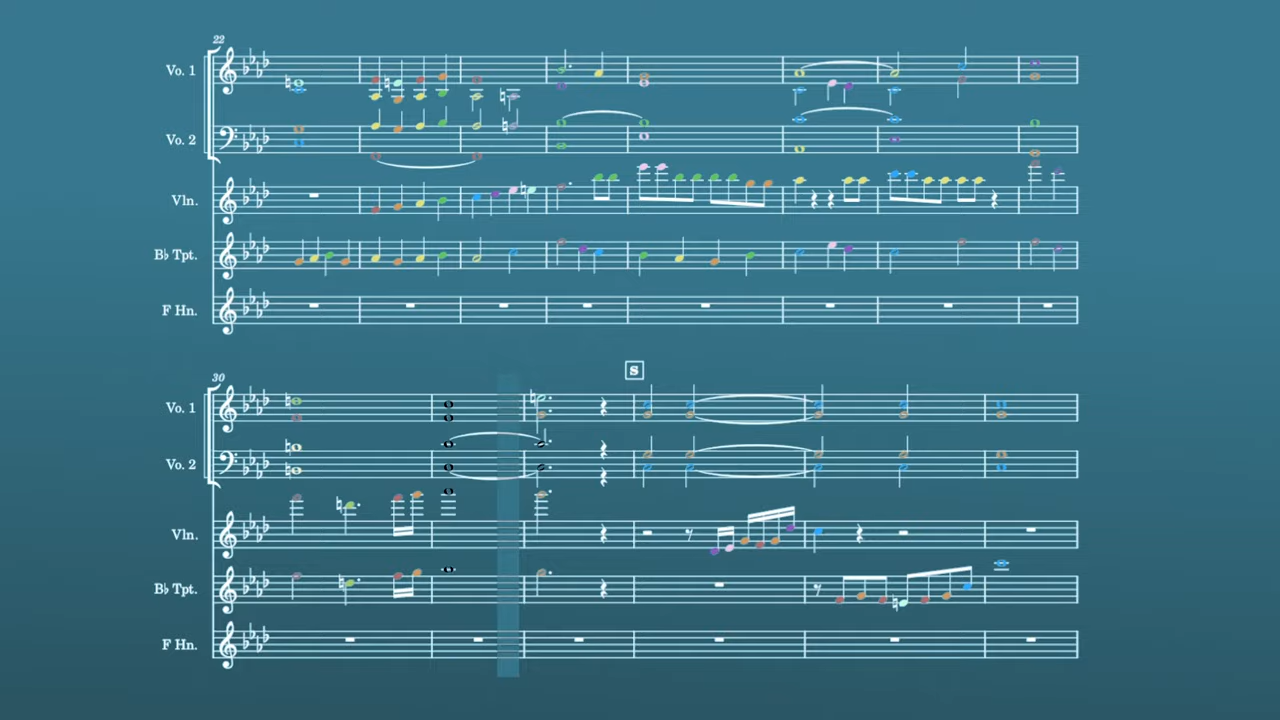 22
Vo. 1
Vo. 2
Vln.
B♭ Tpt.
F Hn.
30
S
Vo. 1
Vo. 2
Vln.
B♭ Tpt.
F Hn.